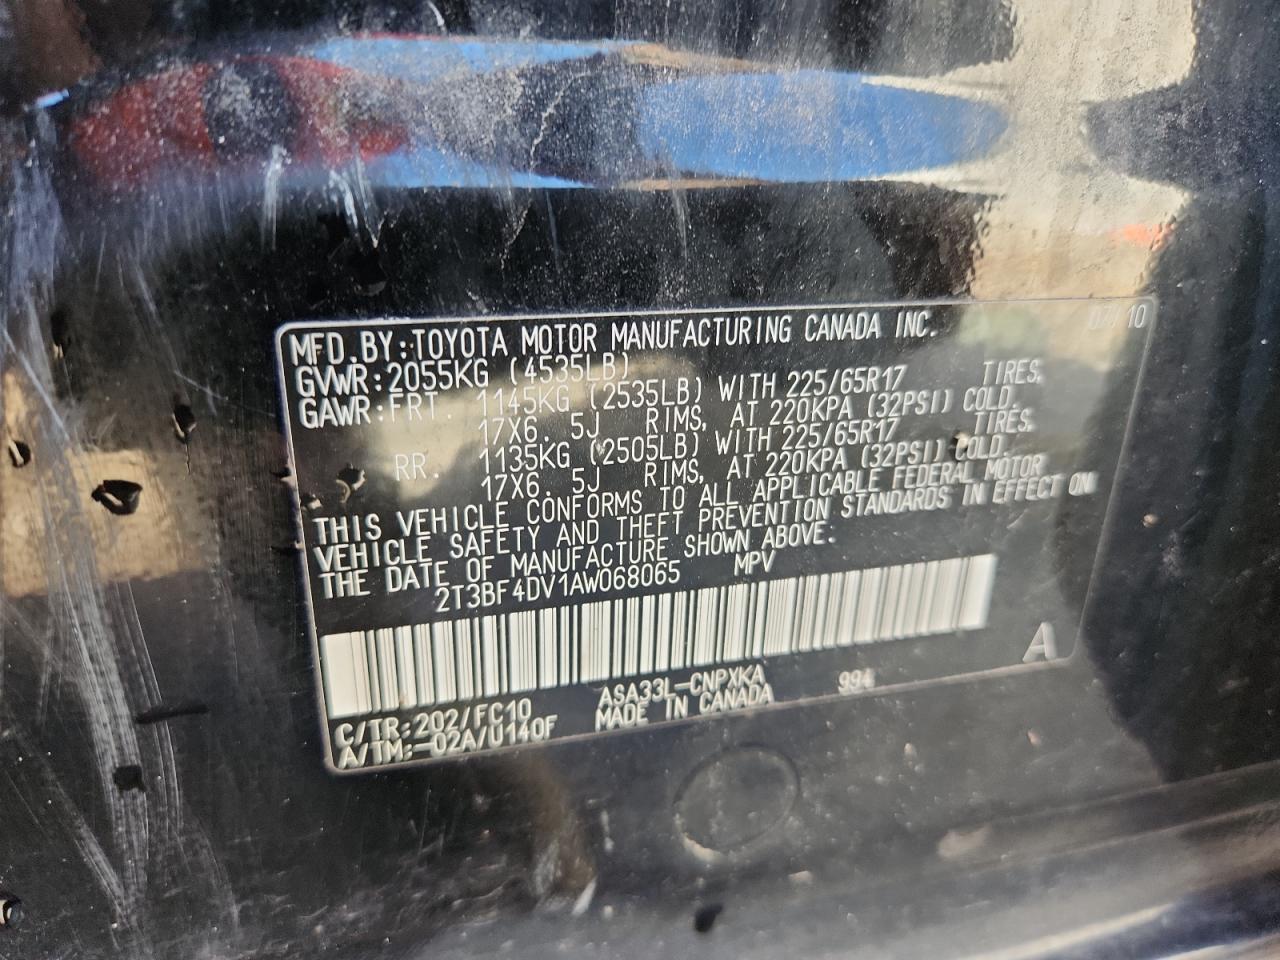 MFD.BY:TOYOTA MOTOR MANUFACTURING CANADA INC. 07/10
GVWR:2055KG (4535LB)
GAWR:FRT. 1145KG (2535LB) WITH 225/65R17 TIRES,
17X6. 5J RIMS, AT 220KPA (32PSI) COLD.
RR. 1135KG (2505LB) WITH 225/65R17 TIRES,
17X6. 5J RIMS, AT 220KPA (32PSI) COLD.
THIS VEHICLE CONFORMS TO ALL APPLICABLE FEDERAL MOTOR
VEHICLE SAFETY AND THEFT PREVENTION STANDARDS IN EFFECT ON
THE DATE OF MANUFACTURE SHOWN ABOVE.
2T3BF4DV1AW068065 MPV
A
C/TR:202/FC10 ASA33L-CNPXKA 994
A/TM:-02A/U140F MADE IN CANADA